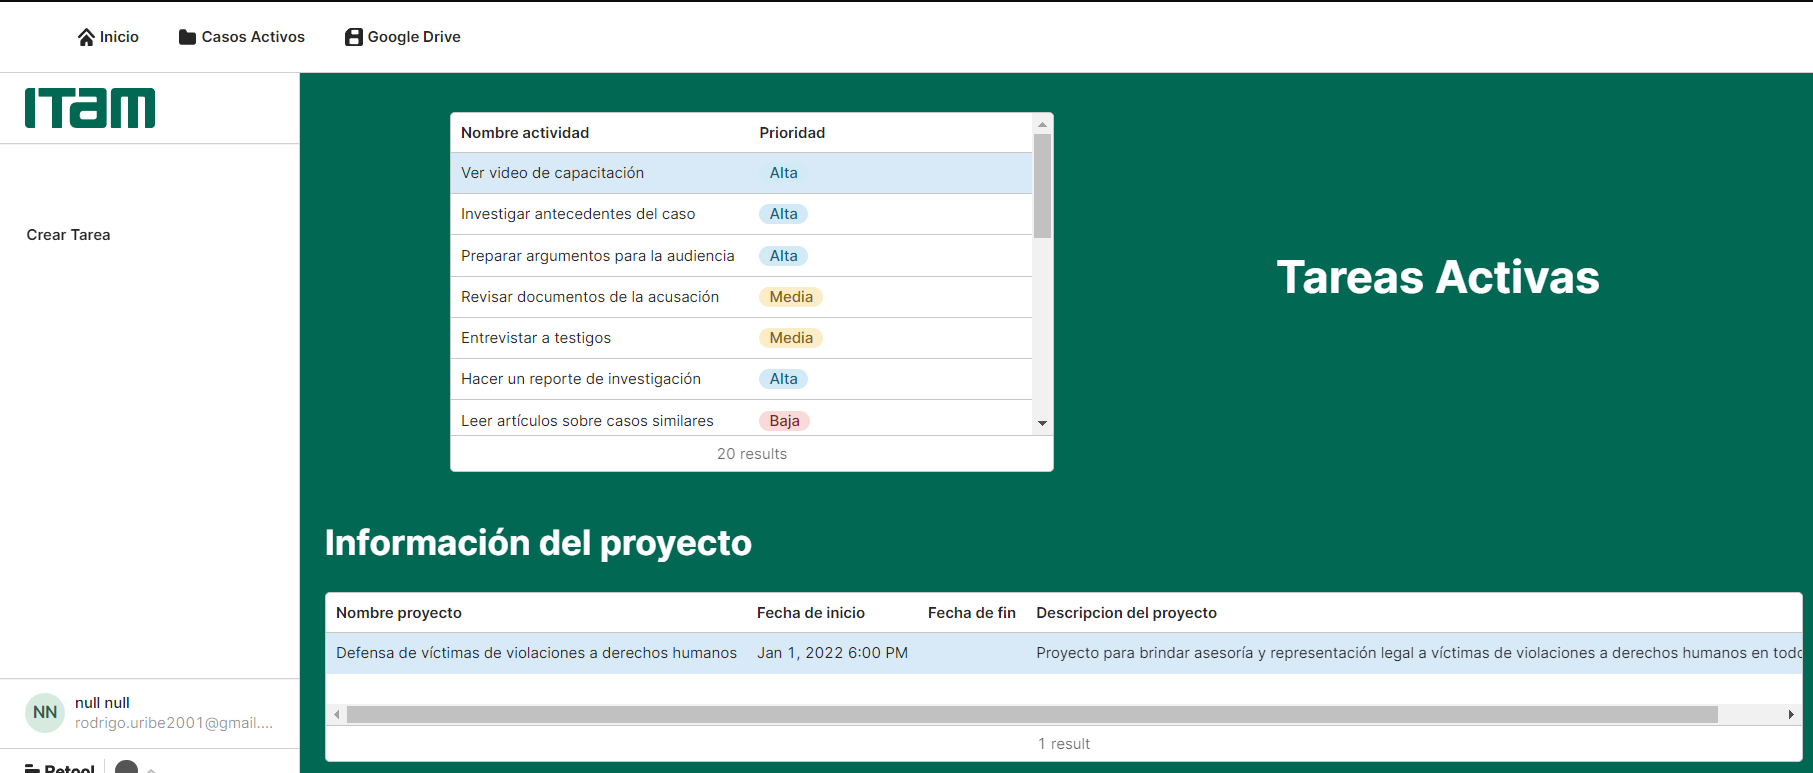 Inicio Casos Activos Google Drive
ITAM
Crear Tarea
Nombre actividad Prioridad
Ver video de capacitación Alta
Investigar antecedentes del caso Alta
Preparar argumentos para la audiencia Alta
Revisar documentos de la acusación Media
Entrevistar a testigos Media
Hacer un reporte de investigación Alta
Leer artículos sobre casos similares Baja
20 results
Tareas Activas
Información del proyecto
Nombre proyecto Fecha de inicio Fecha de fin Descripcion del proyecto
Defensa de víctimas de violaciones a derechos humanos Jan 1, 2022 6:00 PM Proyecto para brindar asesoría y representación legal a víctimas de violaciones a derechos humanos en todo
1 result
NN null null
rodrigo.uribe2001@gmail....
Retool